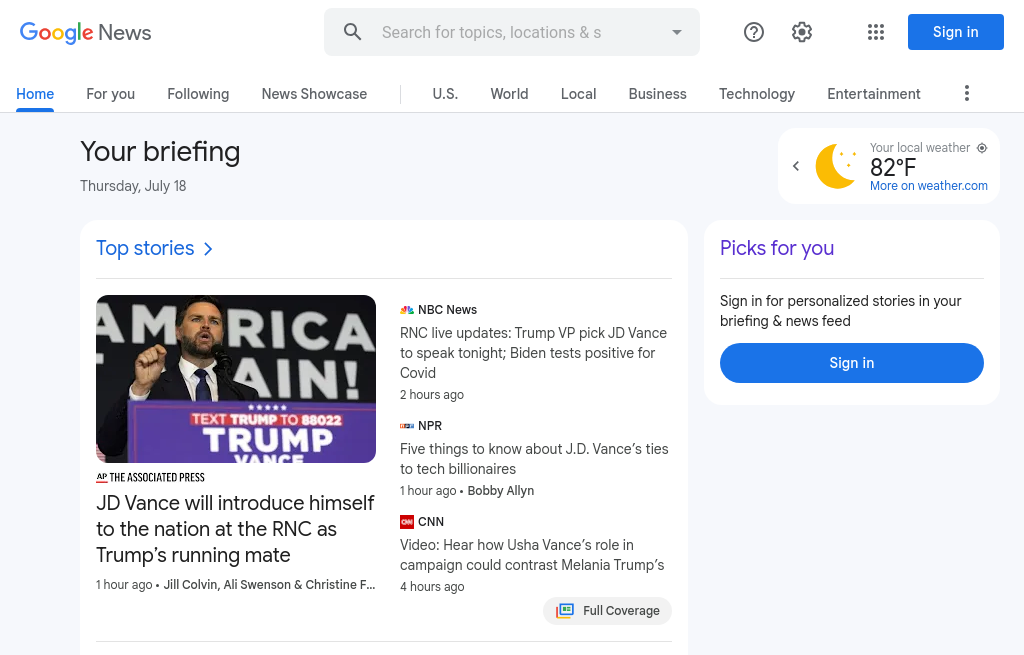 Google News
Search for topics, locations & s
Sign in
Home
For you
Following
News Showcase
U.S.
World
Local
Business
Technology
Entertainment
Your briefing
Thursday, July 18
Your local weather
82°F
More on weather.com
Top stories
Picks for you
Sign in for personalized stories in your
briefing & news feed
Sign in
AMERICA
AIN!
TEXT TRUMP TO 88022
TRUMP
VANCE
AP THE ASSOCIATED PRESS
JD Vance will introduce himself
to the nation at the RNC as
Trump's running mate
1 hour ago • Jill Colvin, Ali Swenson & Christine F...
NBC News
RNC live updates: Trump VP pick JD Vance
to speak tonight; Biden tests positive for
Covid
2 hours ago
npr NPR
Five things to know about J.D. Vance's ties
to tech billionaires
1 hour ago • Bobby Allyn
CNN CNN
Video: Hear how Usha Vance's role in
campaign could contrast Melania Trump's
4 hours ago
Full Coverage